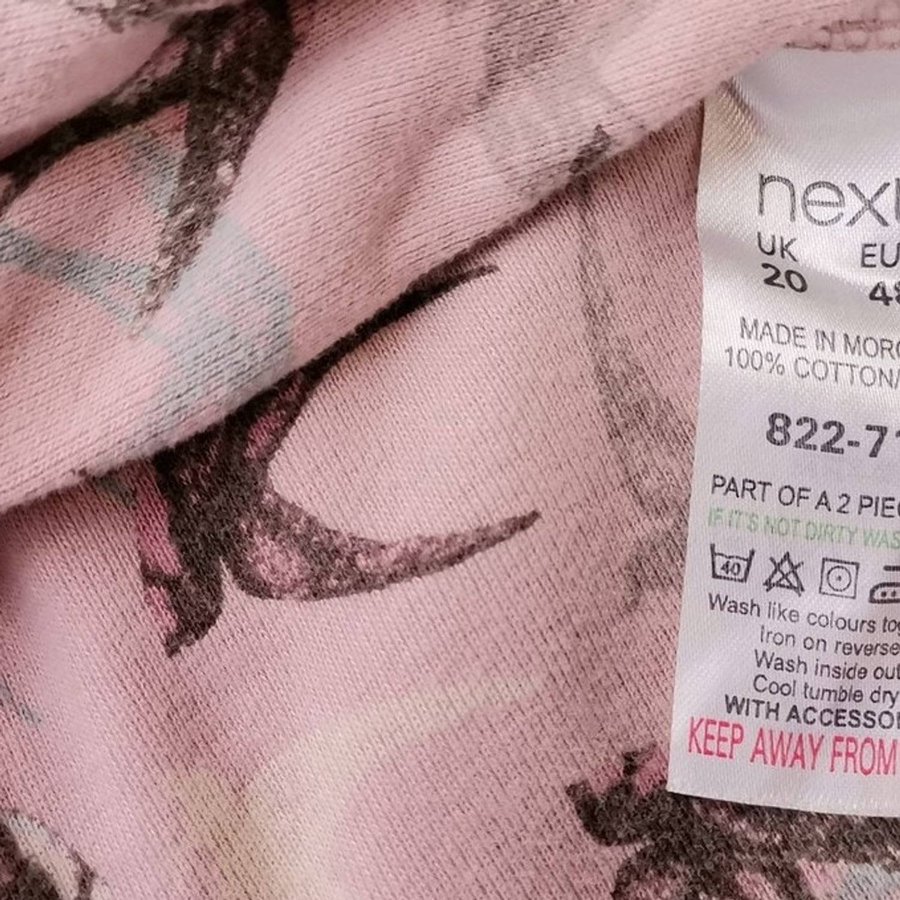 next
UK EU
20 48
MADE IN MORO
100% COTTON/
822-71
PART OF A 2 PIEC
IF IT'S NOT DIRTY WAS
40
Wash like colours tog
Iron on reverse
Wash inside out
Cool tumble dry
WITH ACCESSOR
KEEP AWAY FROM